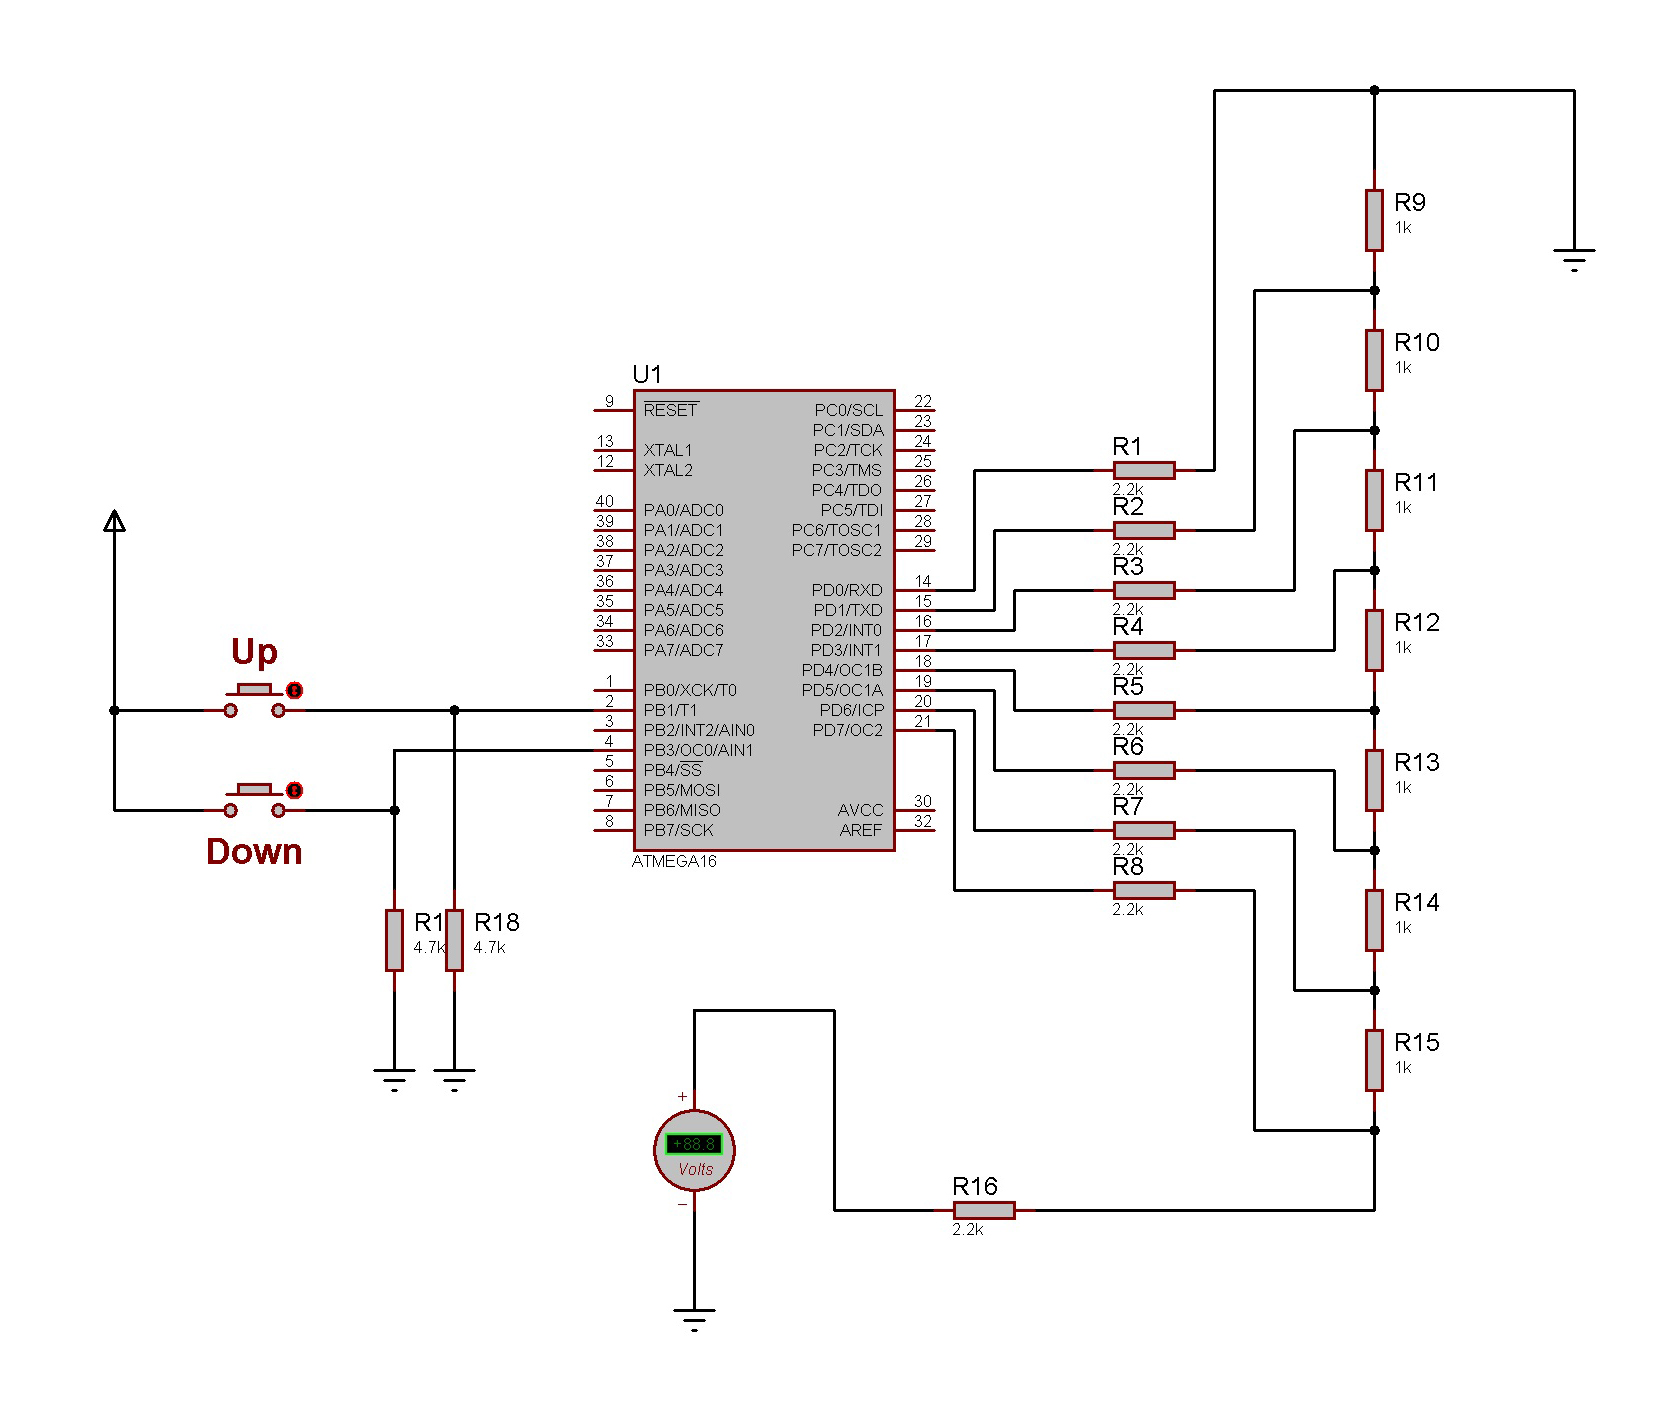 R9
1k
R10
1k
U1
9 RESET
13 XTAL1
12 XTAL2
40 PA0/ADC0
39 PA1/ADC1
38 PA2/ADC2
37 PA3/ADC3
36 PA4/ADC4
35 PA5/ADC5
34 PA6/ADC6
33 PA7/ADC7
1 PB0/XCK/T0
2 PB1/T1
3 PB2/INT2/AIN0
4 PB3/OC0/AIN1
5 PB4/SS
6 PB5/MOSI
7 PB6/MISO
8 PB7/SCK
PC0/SCL 22
PC1/SDA 23
PC2/TCK 24
PC3/TMS 25
PC4/TDO 26
PC5/TDI 27
PC6/TOSC1 28
PC7/TOSC2 29
PD0/RXD 14
PD1/TXD 15
PD2/INT0 16
PD3/INT1 17
PD4/OC1B 18
PD5/OC1A 19
PD6/ICP 20
PD7/OC2 21
AVCC 30
AREF 32
ATMEGA16
R1
2.2k
R2
2.2k
R3
2.2k
R4
2.2k
R5
2.2k
R6
2.2k
R7
2.2k
R8
2.2k
R11
1k
R12
1k
R13
1k
R14
1k
R15
1k
Up
Down
R1
4.7k
R18
4.7k
+
+88.8
Volts
−
R16
2.2k